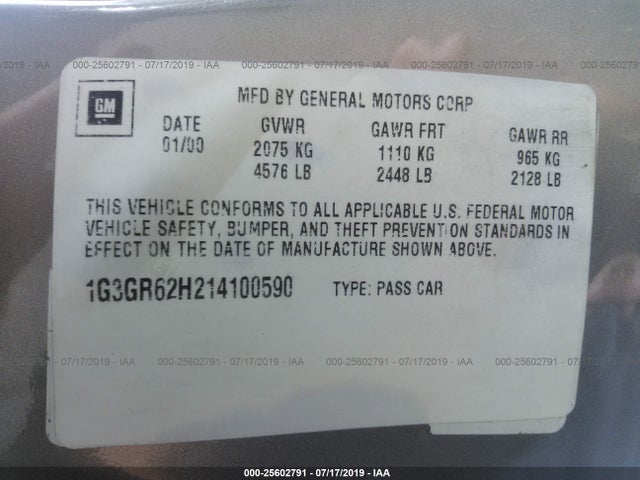 000-25602791 - 07/17/2019 - IAA
GM
MFD BY GENERAL MOTORS CORP
DATE GVWR GAWR FRT GAWR RR
01/00 2075 KG 1110 KG 965 KG
4576 LB 2448 LB 2128 LB
THIS VEHICLE CONFORMS TO ALL APPLICABLE U.S. FEDERAL MOTOR
VEHICLE SAFETY, BUMPER, AND THEFT PREVENTION STANDARDS IN
EFFECT ON THE DATE OF MANUFACTURE SHOWN ABOVE.
1G3GR62H214100590 TYPE: PASS CAR
000-25602791 - 07/17/2019 - IAA
000-25602791 - 07/17/2019 - IAA